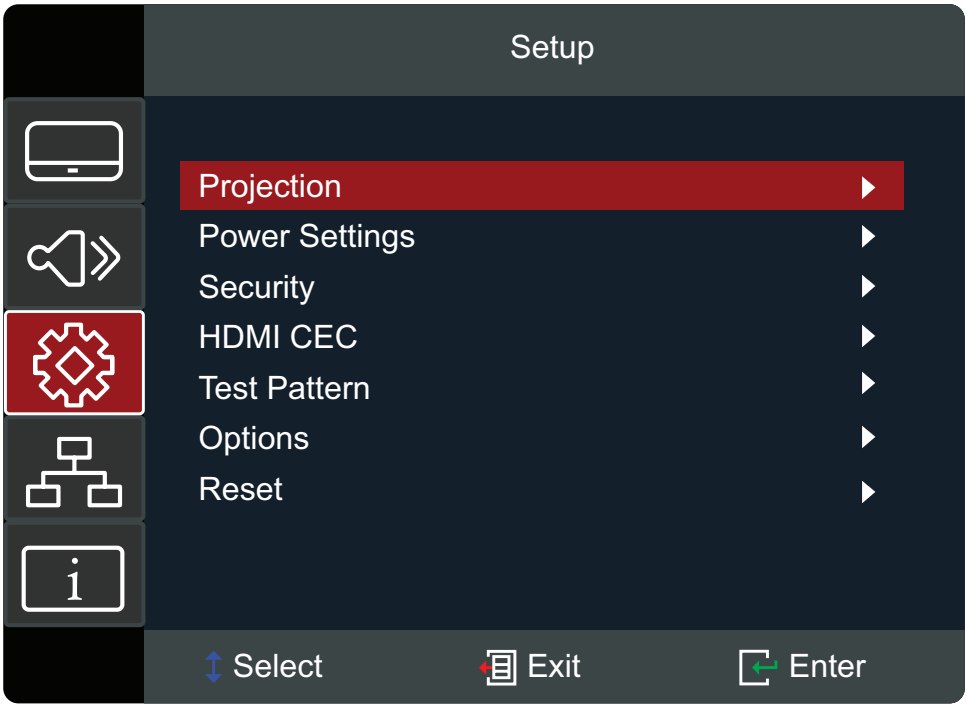 Setup
Projection
Power Settings
Security
HDMI CEC
Test Pattern
Options
Reset
i
Select Exit Enter